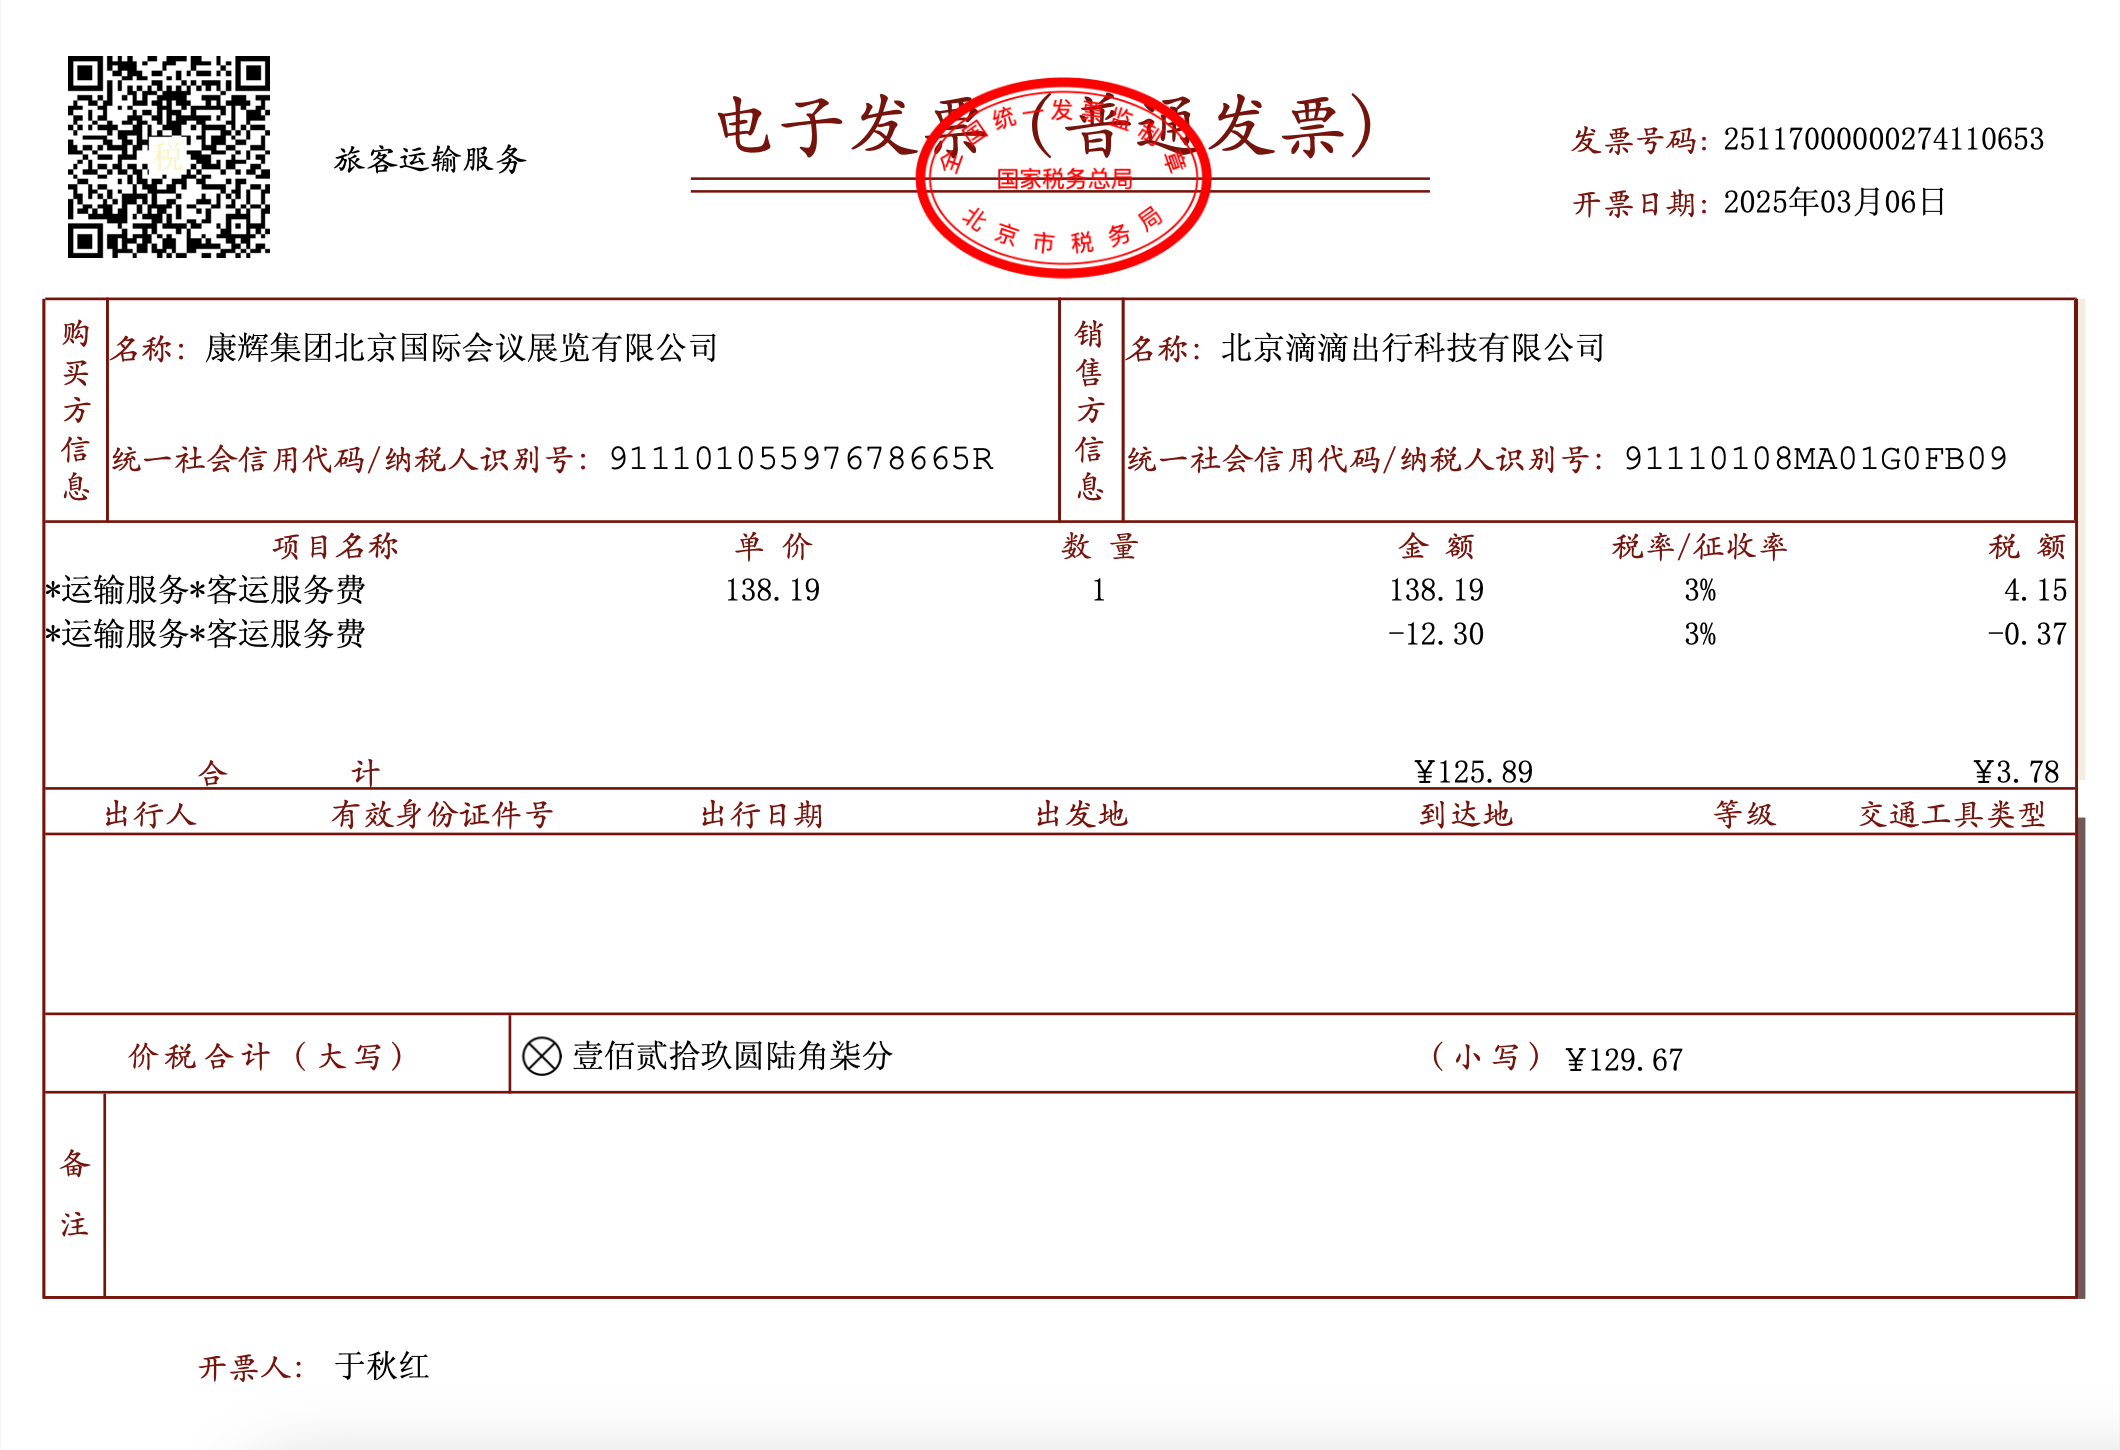 税
旅客运输服务
电子发票（普通发票）
全国统一发票监制章
国家税务总局
北京市税务局
发票号码：25117000000274110653
开票日期：2025年03月06日
购买方信息
名称：康辉集团北京国际会议展览有限公司
统一社会信用代码/纳税人识别号：91110105597678665R
销售方信息
名称：北京滴滴出行科技有限公司
统一社会信用代码/纳税人识别号：91110108MA01G0FB09
项目名称 单价 数量 金额 税率/征收率 税额
*运输服务*客运服务费 138.19 1 138.19 3% 4.15
*运输服务*客运服务费 -12.30 3% -0.37
合计 ¥125.89 ¥3.78
出行人 有效身份证件号 出行日期 出发地 到达地 等级 交通工具类型
价税合计（大写） 壹佰贰拾玖圆陆角柒分 （小写）¥129.67
备注
开票人：于秋红